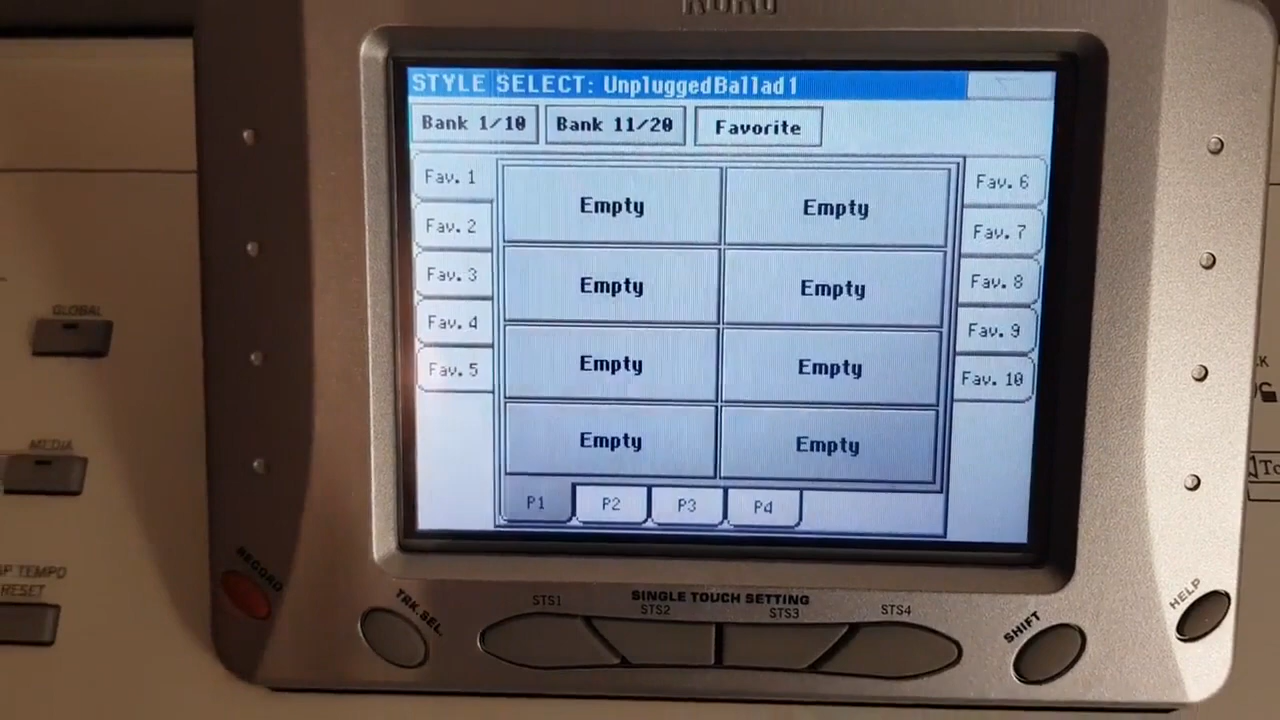 KORG
STYLE SELECT: UnpluggedBallad1
Bank 1/10 Bank 11/20 Favorite
Fav. 1 Empty Empty Fav. 6
Fav. 2 Fav. 7
Fav. 3 Empty Empty Fav. 8
Fav. 4 Empty Empty Fav. 9
Fav. 5 Fav. 10
Empty Empty
P1 P2 P3 P4
GLOBAL
MEDIA
RESET
RECORD
TRK.SEL.
SINGLE TOUCH SETTING
STS1 STS2 STS3 STS4
SHIFT
HELP